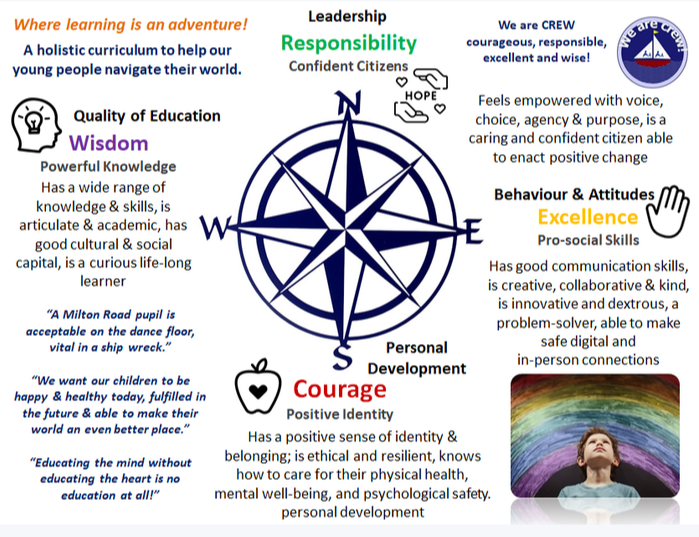 Where learning is an adventure!
A holistic curriculum to help our
young people navigate their world.
Leadership
Responsibility
Confident Citizens
HOPE
We are CREW
courageous, responsible,
excellent and wise!
We are Crew!
Feels empowered with voice,
choice, agency & purpose, is a
caring and confident citizen able
to enact positive change
Quality of Education
Wisdom
Powerful Knowledge
Has a wide range of
knowledge & skills, is
articulate & academic, has
good cultural & social
capital, is a curious life-long
learner
N
W
E
S
Behaviour & Attitudes
Excellence
Pro-social Skills
Has good communication skills,
is creative, collaborative & kind,
is innovative and dextrous, a
problem-solver, able to make
safe digital and
in-person connections
"A Milton Road pupil is
acceptable on the dance floor,
vital in a ship wreck."
"We want our children to be
happy & healthy today, fulfilled in
the future & able to make their
world an even better place."
"Educating the mind without
educating the heart is no
education at all!"
Personal
Development
Courage
Positive Identity
Has a positive sense of identity &
belonging; is ethical and resilient, knows
how to care for their physical health,
mental well-being, and psychological safety.
personal development